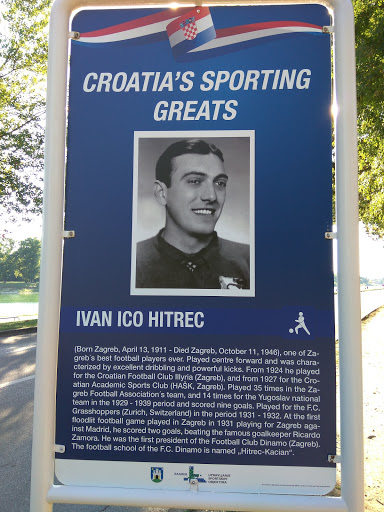 CROATIA'S SPORTING
GREATS
IVAN ICO HITREC
(Born Zagreb, April 13, 1911 - Died Zagreb, October 11, 1946), one of Za-
greb's best football players ever. Played centre forward and was chara-
cterized by excellent dribbling and powerful kicks. From 1924 he played
for the Croatian Football Club Illyria (Zagreb), and from 1927 for the Cro-
atian Academic Sports Club (HAŠK, Zagreb). Played 35 times in the Za-
greb Football Association's team, and 14 times for the Yugoslav national
team in the 1929 - 1939 period and scored nine goals. Played for the F.C.
Grasshoppers (Zurich, Switzerland) in the period 1931 - 1932. At the first
floodlit football game played in Zagreb in 1931 playing for Zagreb aga-
inst Madrid, he scored two goals, beating the famous goalkeeper Ricardo
Zamora. He was the first president of the Football Club Dinamo (Zagreb).
The football school of the F.C. Dinamo is named „Hitrec-Kacian“.